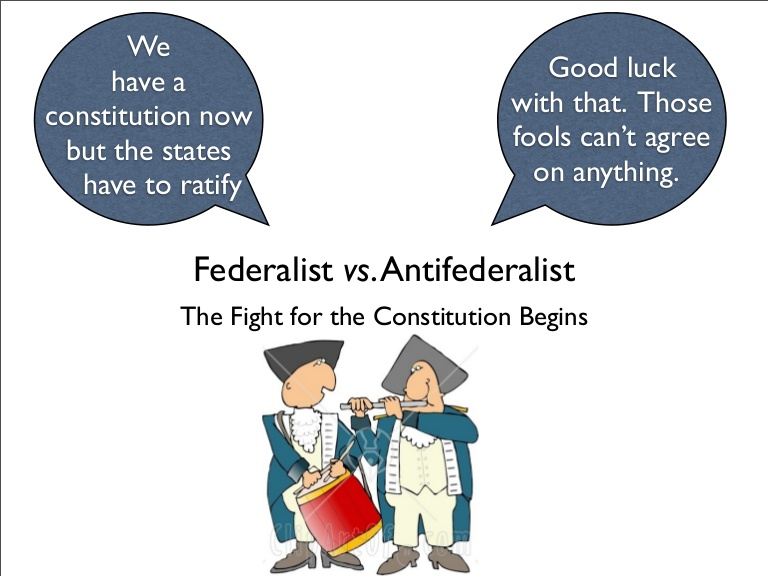 We
have a
constitution now
but the states
have to ratify
Good luck
with that. Those
fools can't agree
on anything.
Federalist vs. Antifederalist
The Fight for the Constitution Begins